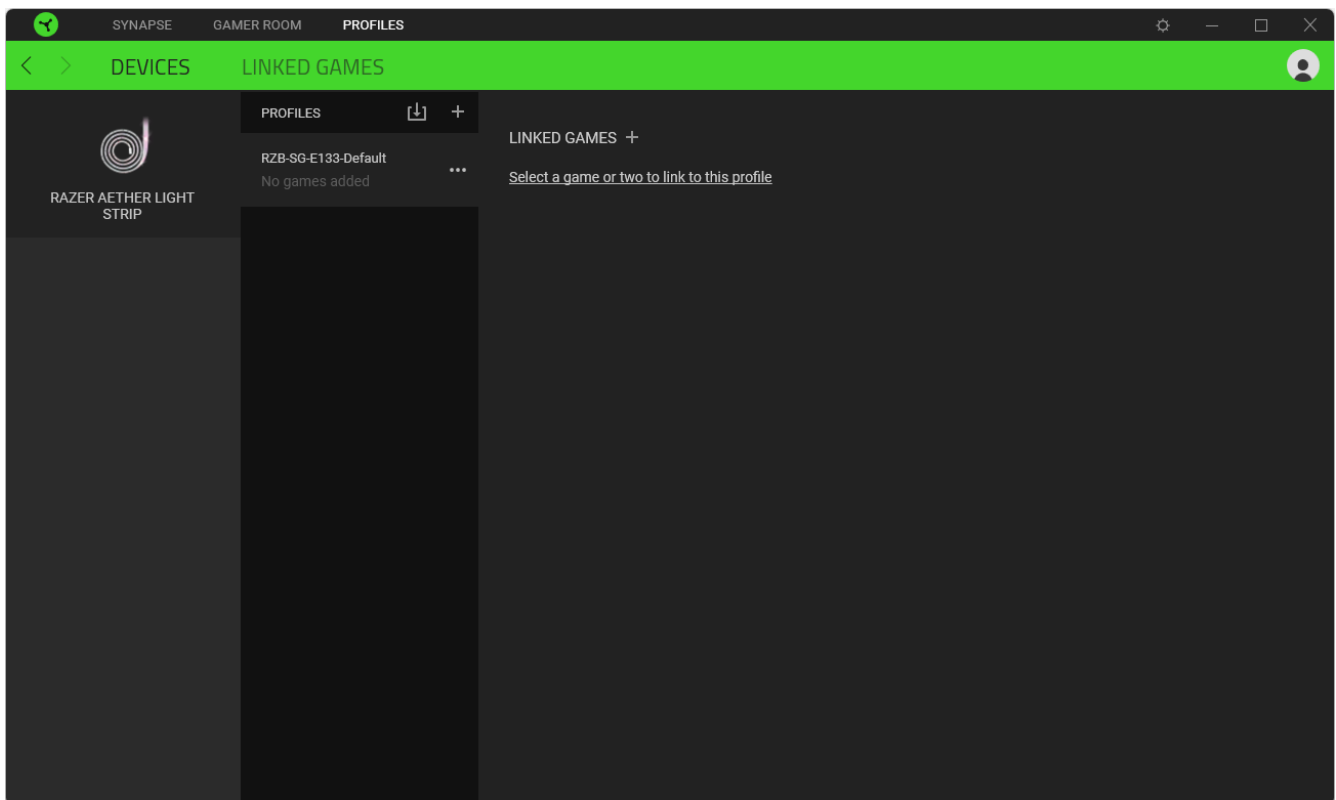 SYNAPSE GAMER ROOM PROFILES
DEVICES LINKED GAMES
RAZER AETHER LIGHT
STRIP
PROFILES
RZB-SG-E133-Default
No games added
LINKED GAMES
Select a game or two to link to this profile